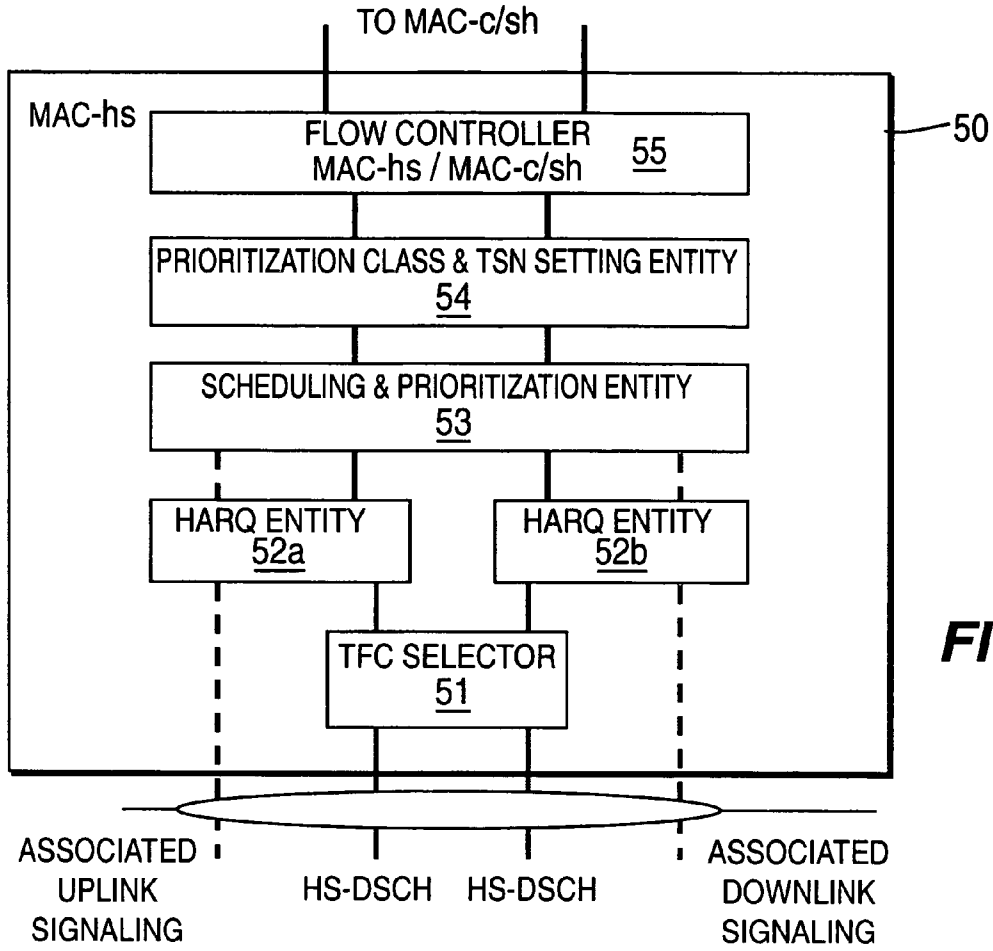 TO MAC-c/sh
MAC-hs
50
FLOW CONTROLLER
MAC-hs / MAC-c/sh
55
PRIORITIZATION CLASS & TSN SETTING ENTITY
54
SCHEDULING & PRIORITIZATION ENTITY
53
HARQ ENTITY
52a
HARQ ENTITY
52b
TFC SELECTOR
51
FI
ASSOCIATED
UPLINK
SIGNALING
HS-DSCH
HS-DSCH
ASSOCIATED
DOWNLINK
SIGNALING